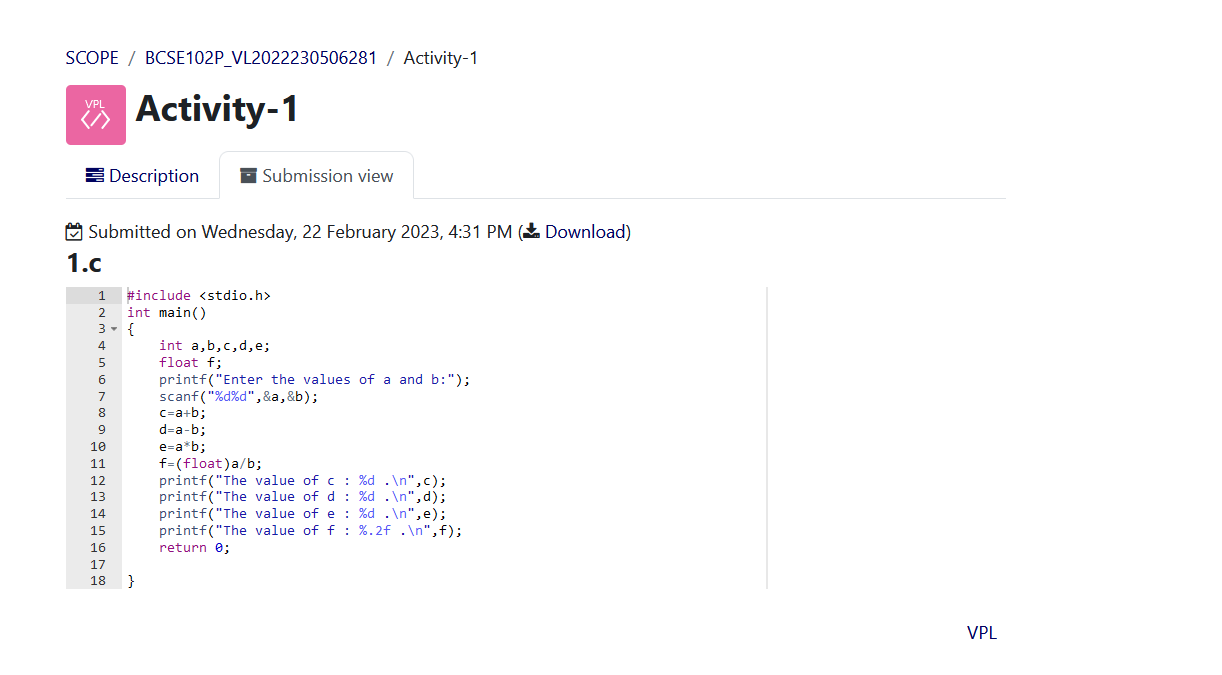 SCOPE / BCSE102P_VL2022230506281 / Activity-1
VPL
Activity-1
Description
Submission view
Submitted on Wednesday, 22 February 2023, 4:31 PM (Download)
1.c
1 #include <stdio.h>
2 int main()
3 {
4     int a,b,c,d,e;
5     float f;
6     printf("Enter the values of a and b:");
7     scanf("%d%d",&a,&b);
8     c=a+b;
9     d=a-b;
10     e=a*b;
11     f=(float)a/b;
12     printf("The value of c : %d .\n",c);
13     printf("The value of d : %d .\n",d);
14     printf("The value of e : %d .\n",e);
15     printf("The value of f : %.2f .\n",f);
16     return 0;
17
18 }
VPL